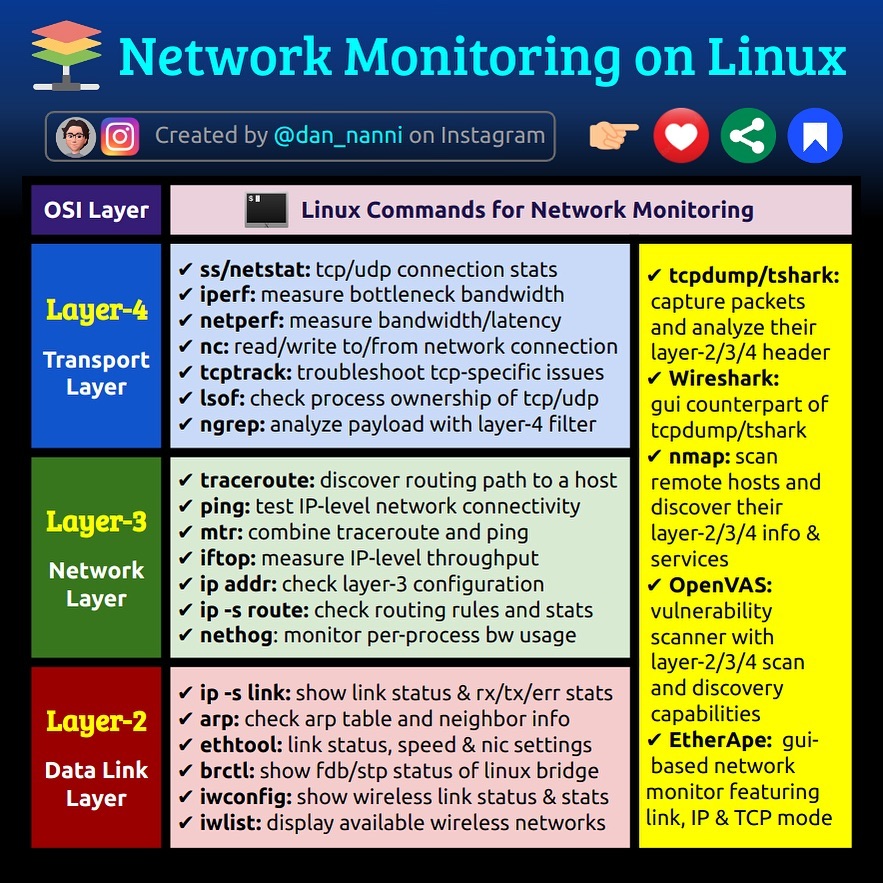 Network Monitoring on Linux
Created by @dan_nanni on Instagram
OSI Layer
$
Linux Commands for Network Monitoring
Layer-4
Transport
Layer
✔ ss/netstat: tcp/udp connection stats
✔ iperf: measure bottleneck bandwidth
✔ netperf: measure bandwidth/latency
✔ nc: read/write to/from network connection
✔ tcptrack: troubleshoot tcp-specific issues
✔ lsof: check process ownership of tcp/udp
✔ ngrep: analyze payload with layer-4 filter
Layer-3
Network
Layer
✔ traceroute: discover routing path to a host
✔ ping: test IP-level network connectivity
✔ mtr: combine traceroute and ping
✔ iftop: measure IP-level throughput
✔ ip addr: check layer-3 configuration
✔ ip -s route: check routing rules and stats
✔ nethog: monitor per-process bw usage
Layer-2
Data Link
Layer
✔ ip -s link: show link status & rx/tx/err stats
✔ arp: check arp table and neighbor info
✔ ethtool: link status, speed & nic settings
✔ brctl: show fdb/stp status of linux bridge
✔ iwconfig: show wireless link status & stats
✔ iwlist: display available wireless networks
✔ tcpdump/tshark:
capture packets
and analyze their
layer-2/3/4 header
✔ Wireshark:
gui counterpart of
tcpdump/tshark
✔ nmap: scan
remote hosts and
discover their
layer-2/3/4 info &
services
✔ OpenVAS:
vulnerability
scanner with
layer-2/3/4 scan
and discovery
capabilities
✔ EtherApe: gui-
based network
monitor featuring
link, IP & TCP mode